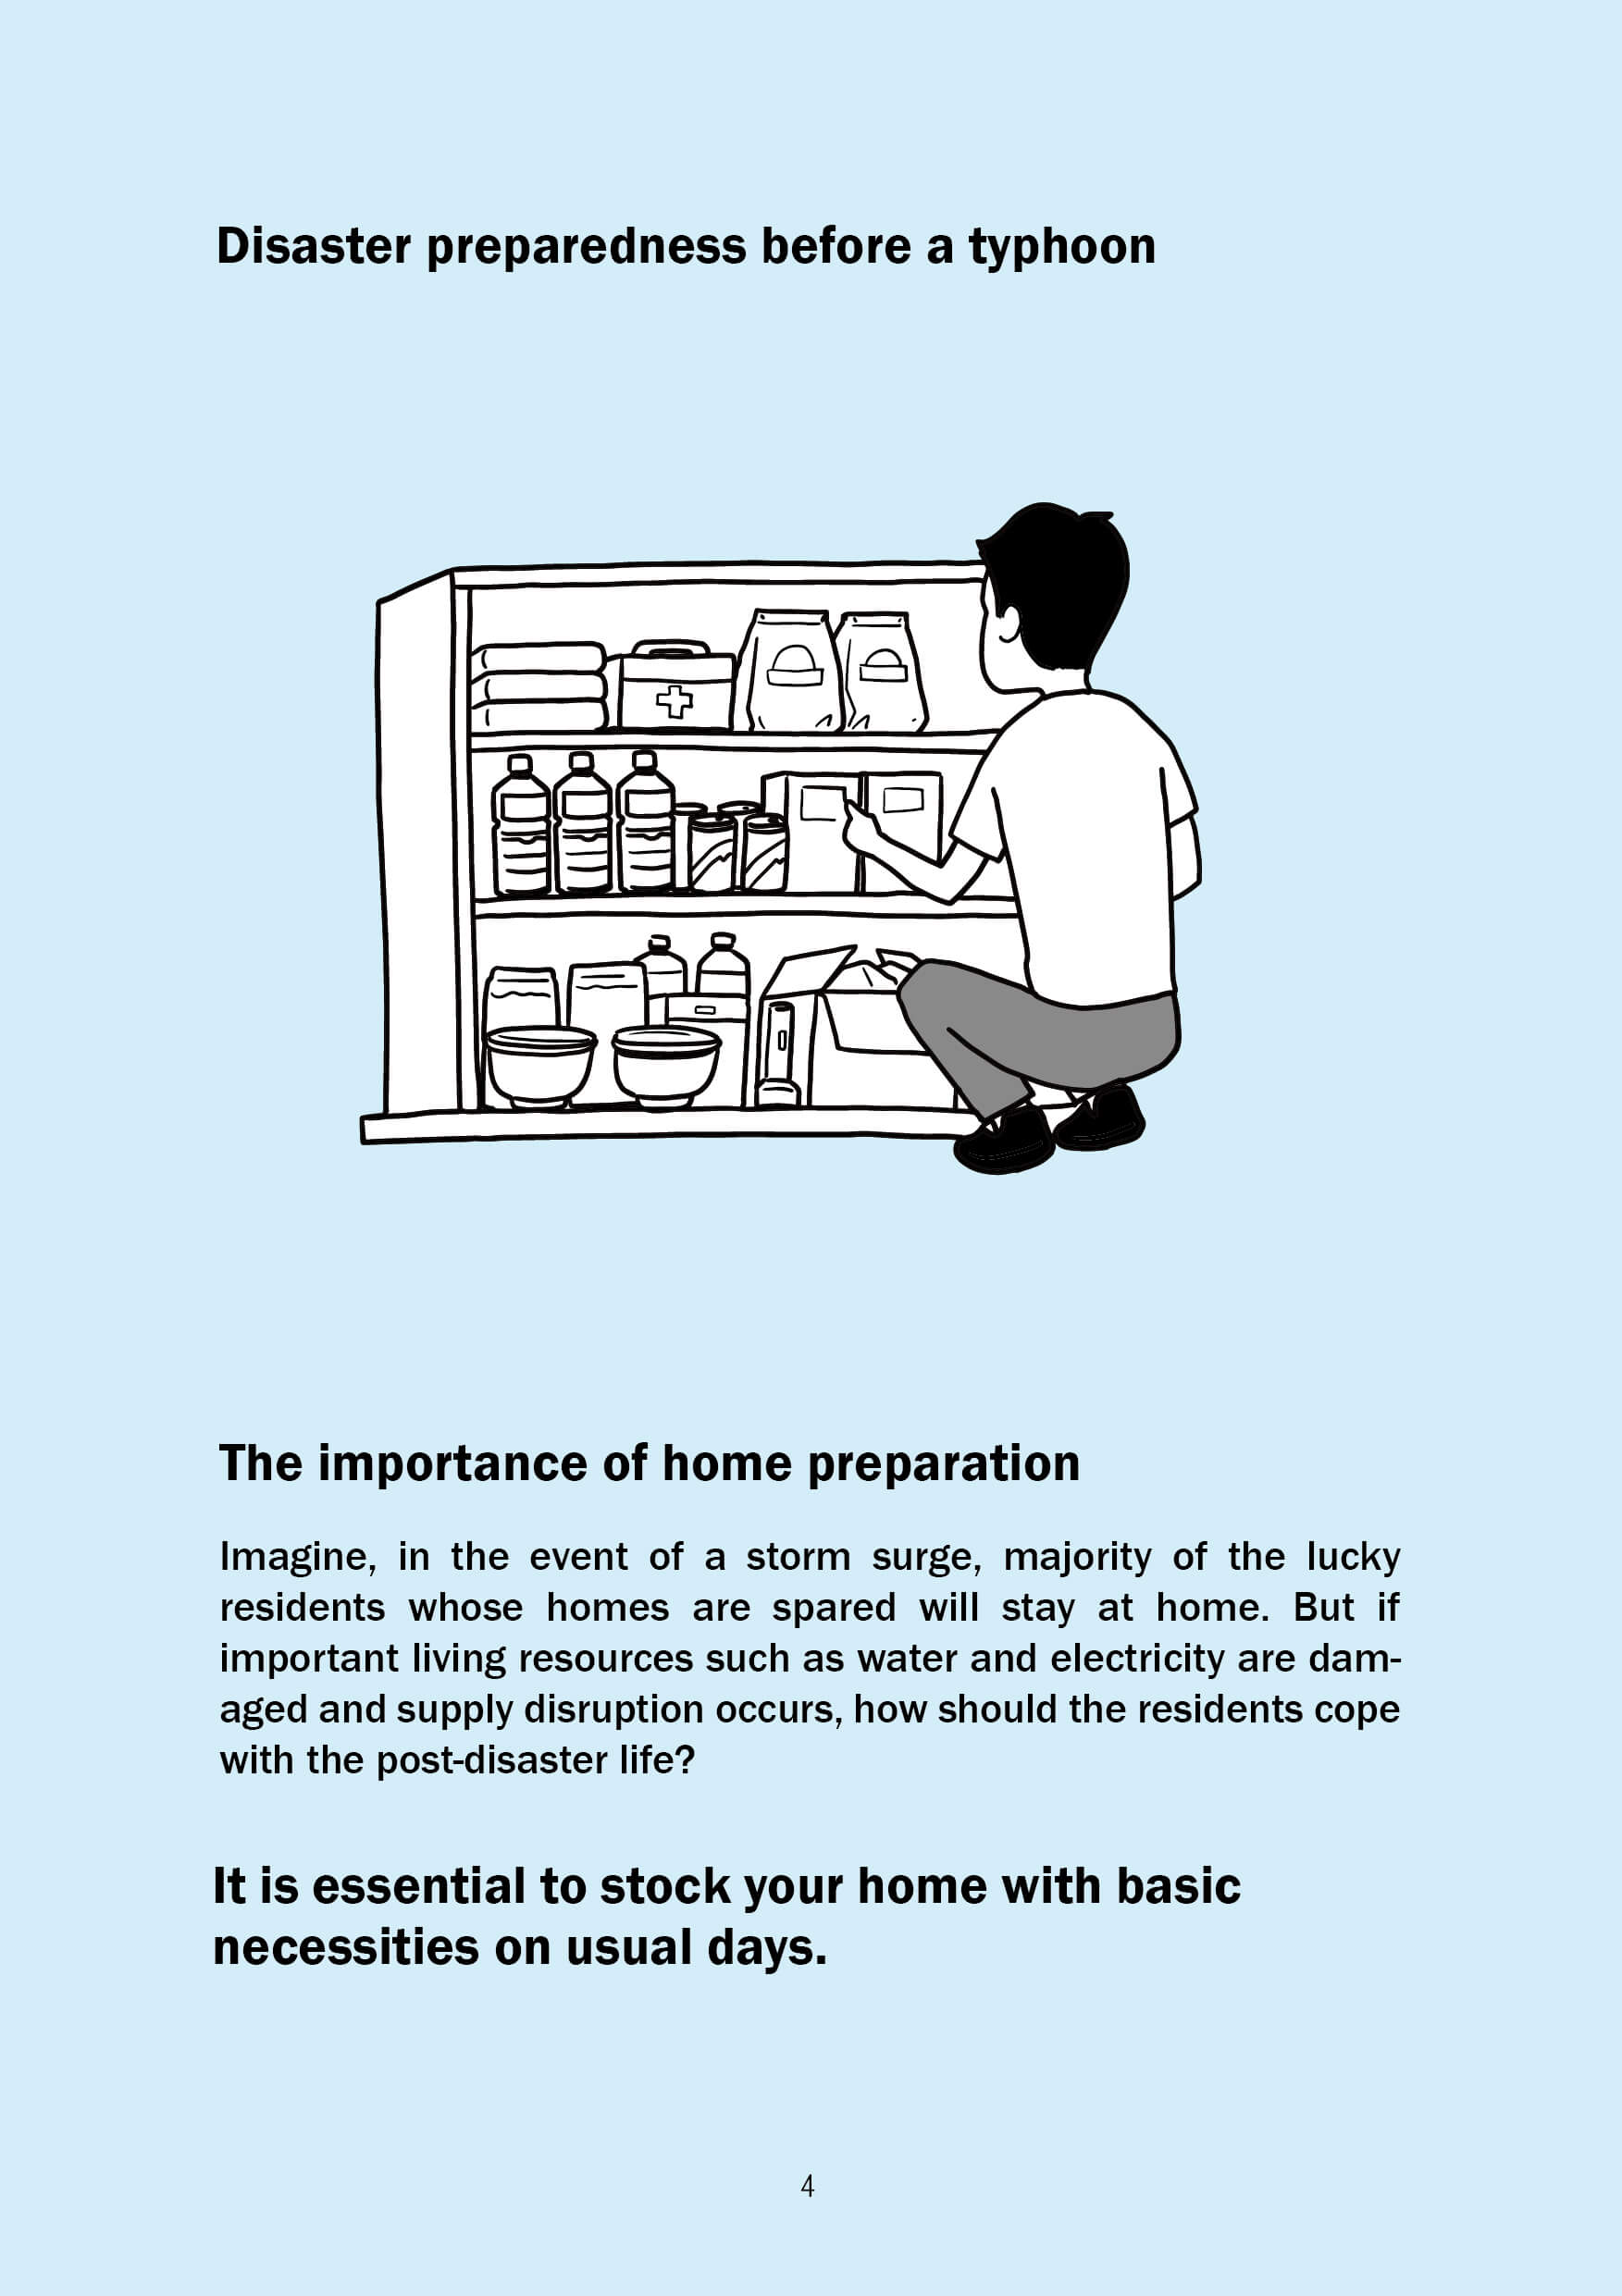 Disaster preparedness before a typhoon
The importance of home preparation
Imagine, in the event of a storm surge, majority of the lucky
residents whose homes are spared will stay at home. But if
important living resources such as water and electricity are dam-
aged and supply disruption occurs, how should the residents cope
with the post-disaster life?
It is essential to stock your home with basic
necessities on usual days.
4